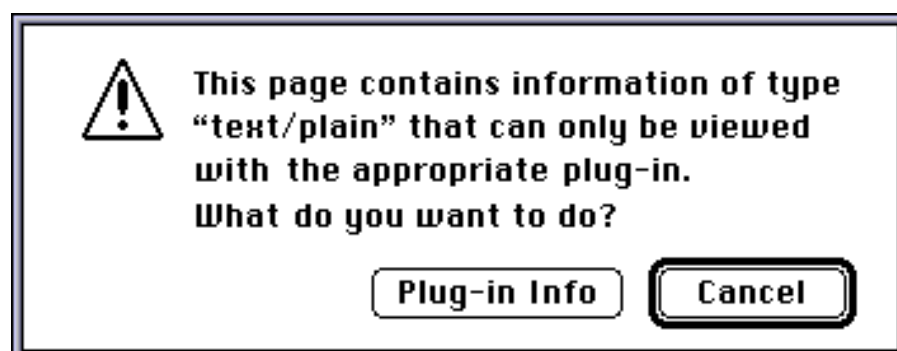 This page contains information of type
“text/plain” that can only be viewed
with the appropriate plug-in.
What do you want to do?
Plug-in Info
Cancel